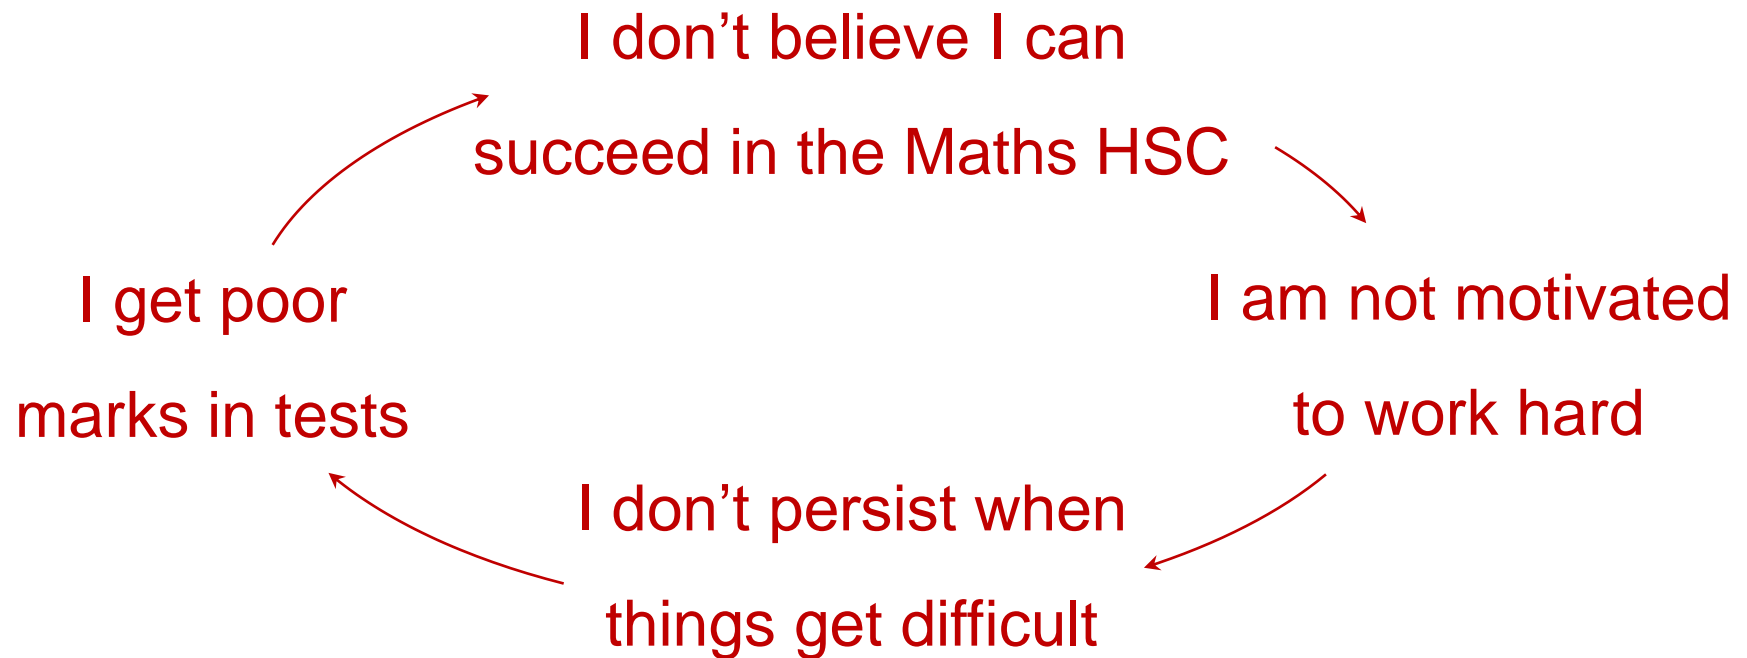 I don’t believe I can
succeed in the Maths HSC
I am not motivated
to work hard
I don’t persist when
things get difficult
I get poor
marks in tests